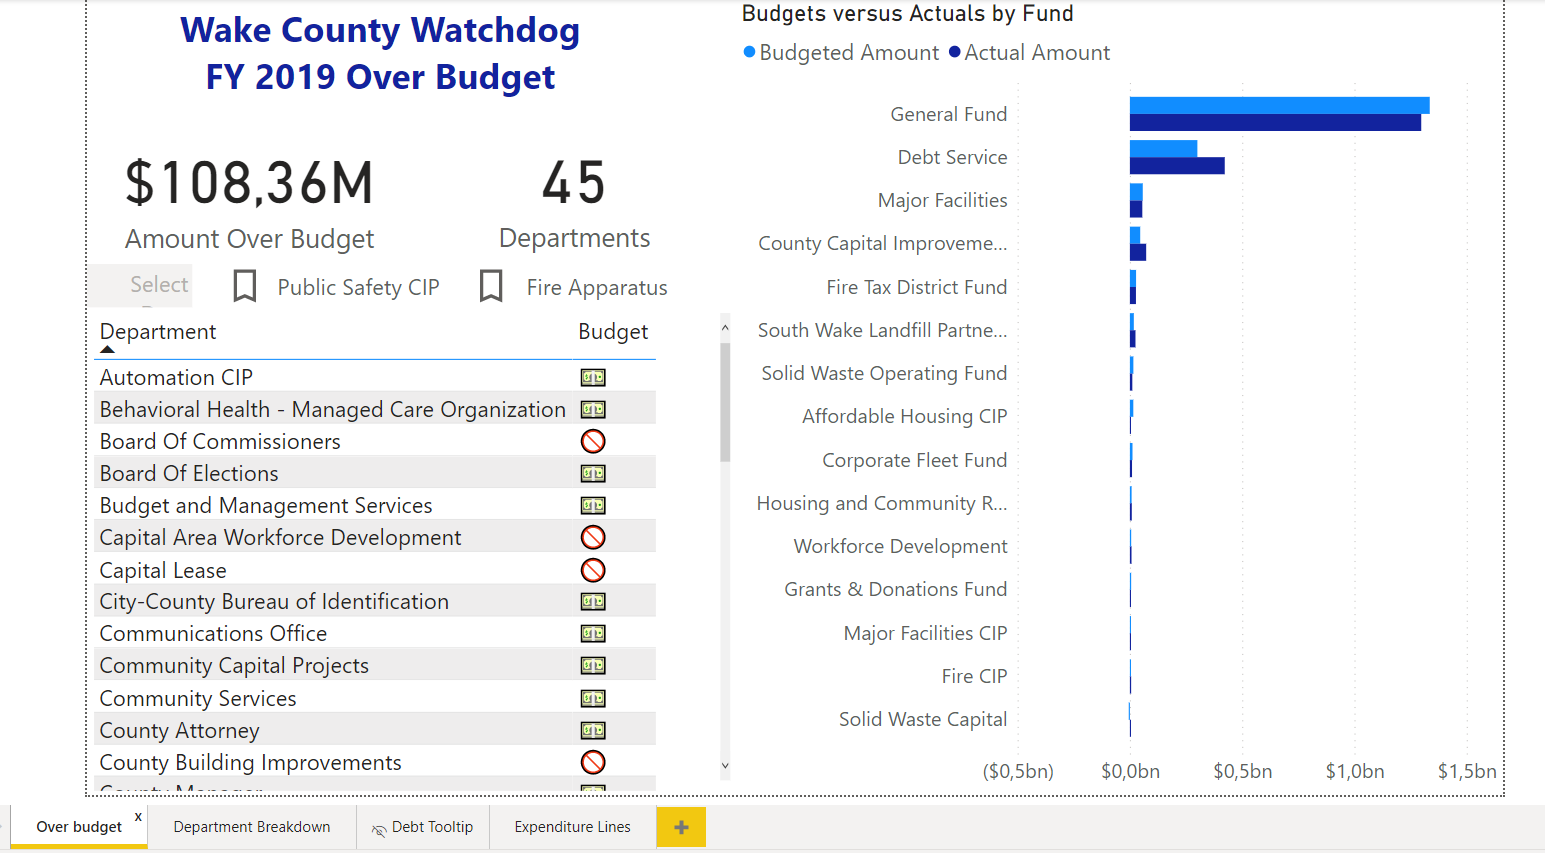 Wake County Watchdog
FY 2019 Over Budget
$108,36M
Amount Over Budget
45
Departments
Select
Public Safety CIP
Fire Apparatus
Department
Budget
Automation CIP
Behavioral Health - Managed Care Organization
Board Of Commissioners
Board Of Elections
Budget and Management Services
Capital Area Workforce Development
Capital Lease
City-County Bureau of Identification
Communications Office
Community Capital Projects
Community Services
County Attorney
County Building Improvements
County Manager
Budgets versus Actuals by Fund
Budgeted Amount Actual Amount
General Fund
Debt Service
Major Facilities
County Capital Improveme...
Fire Tax District Fund
South Wake Landfill Partne...
Solid Waste Operating Fund
Affordable Housing CIP
Corporate Fleet Fund
Housing and Community R...
Workforce Development
Grants & Donations Fund
Major Facilities CIP
Fire CIP
Solid Waste Capital
($0,5bn) $0,0bn $0,5bn $1,0bn $1,5bn
Over budget x Department Breakdown Debt Tooltip Expenditure Lines +